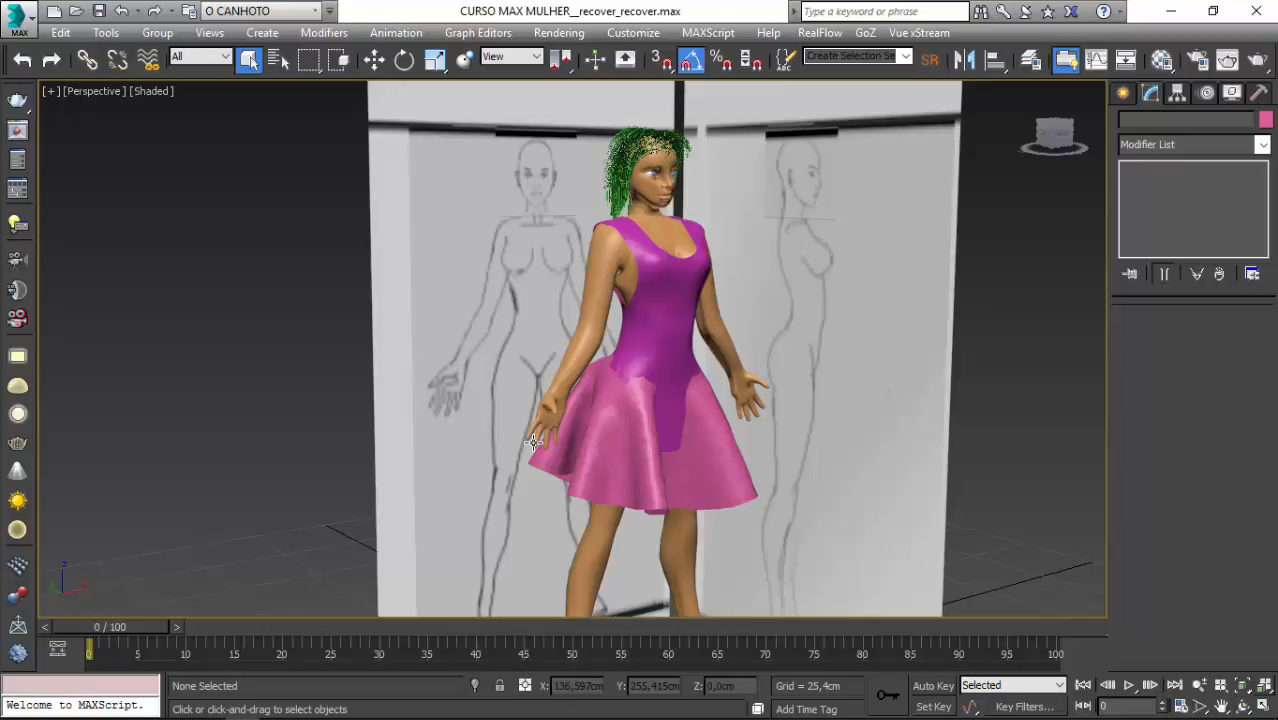 O CANHOTO
CURSO MAX MULHER__recover_recover.max
Type a keyword or phrase
MAX
Edit Tools Group Views Create Modifiers Animation Graph Editors Rendering Customize MAXScript Help RealFlow GoZ Vue xStream
All
View
3
Create Selection Se
SR
[+] [Perspective] [Shaded]
Modifier List
z
0 / 100
0 5 10 15 20 25 30 35 40 45 50 55 60 65 70 75 80 85 90 95 100
None Selected
X: 136,597cm Y: 255,415cm Z: 0,0cm
Grid = 25,4cm
Auto Key
Selected
Welcome to MAXScript.
Click or click-and-drag to select objects
Add Time Tag
Set Key
Key Filters...
0